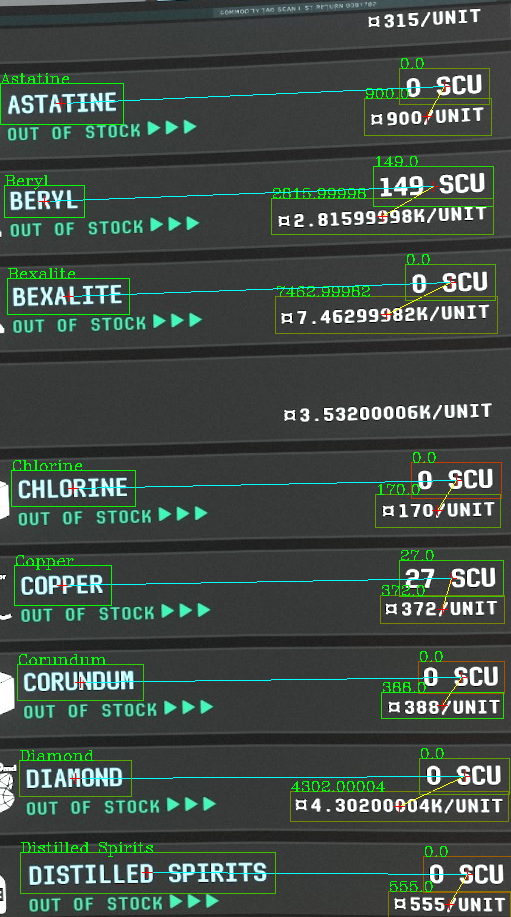 COMMODITY TAG SCAN LIST RETURN
¤315/UNIT
Astatine
0.0
ASTATINE
0 SCU
900.0
¤900/UNIT
OUT OF STOCK
Beryl
149.0
BERYL
149 SCU
2815.99998
¤2.81599998K/UNIT
OUT OF STOCK
Bexalite
0.0
BEXALITE
0 SCU
7462.99982
¤7.46299982K/UNIT
OUT OF STOCK
¤3.53200006K/UNIT
Chlorine
0.0
CHLORINE
0 SCU
170.0
¤170/UNIT
OUT OF STOCK
Copper
27.0
COPPER
27 SCU
372.0
¤372/UNIT
OUT OF STOCK
Corundum
0.0
CORUNDUM
0 SCU
388.0
¤388/UNIT
OUT OF STOCK
Diamond
0.0
DIAMOND
0 SCU
4302.00004
¤4.30200004K/UNIT
OUT OF STOCK
Distilled Spirits
0.0
DISTILLED SPIRITS
0 SCU
555.0
¤555/UNIT
OUT OF STOCK